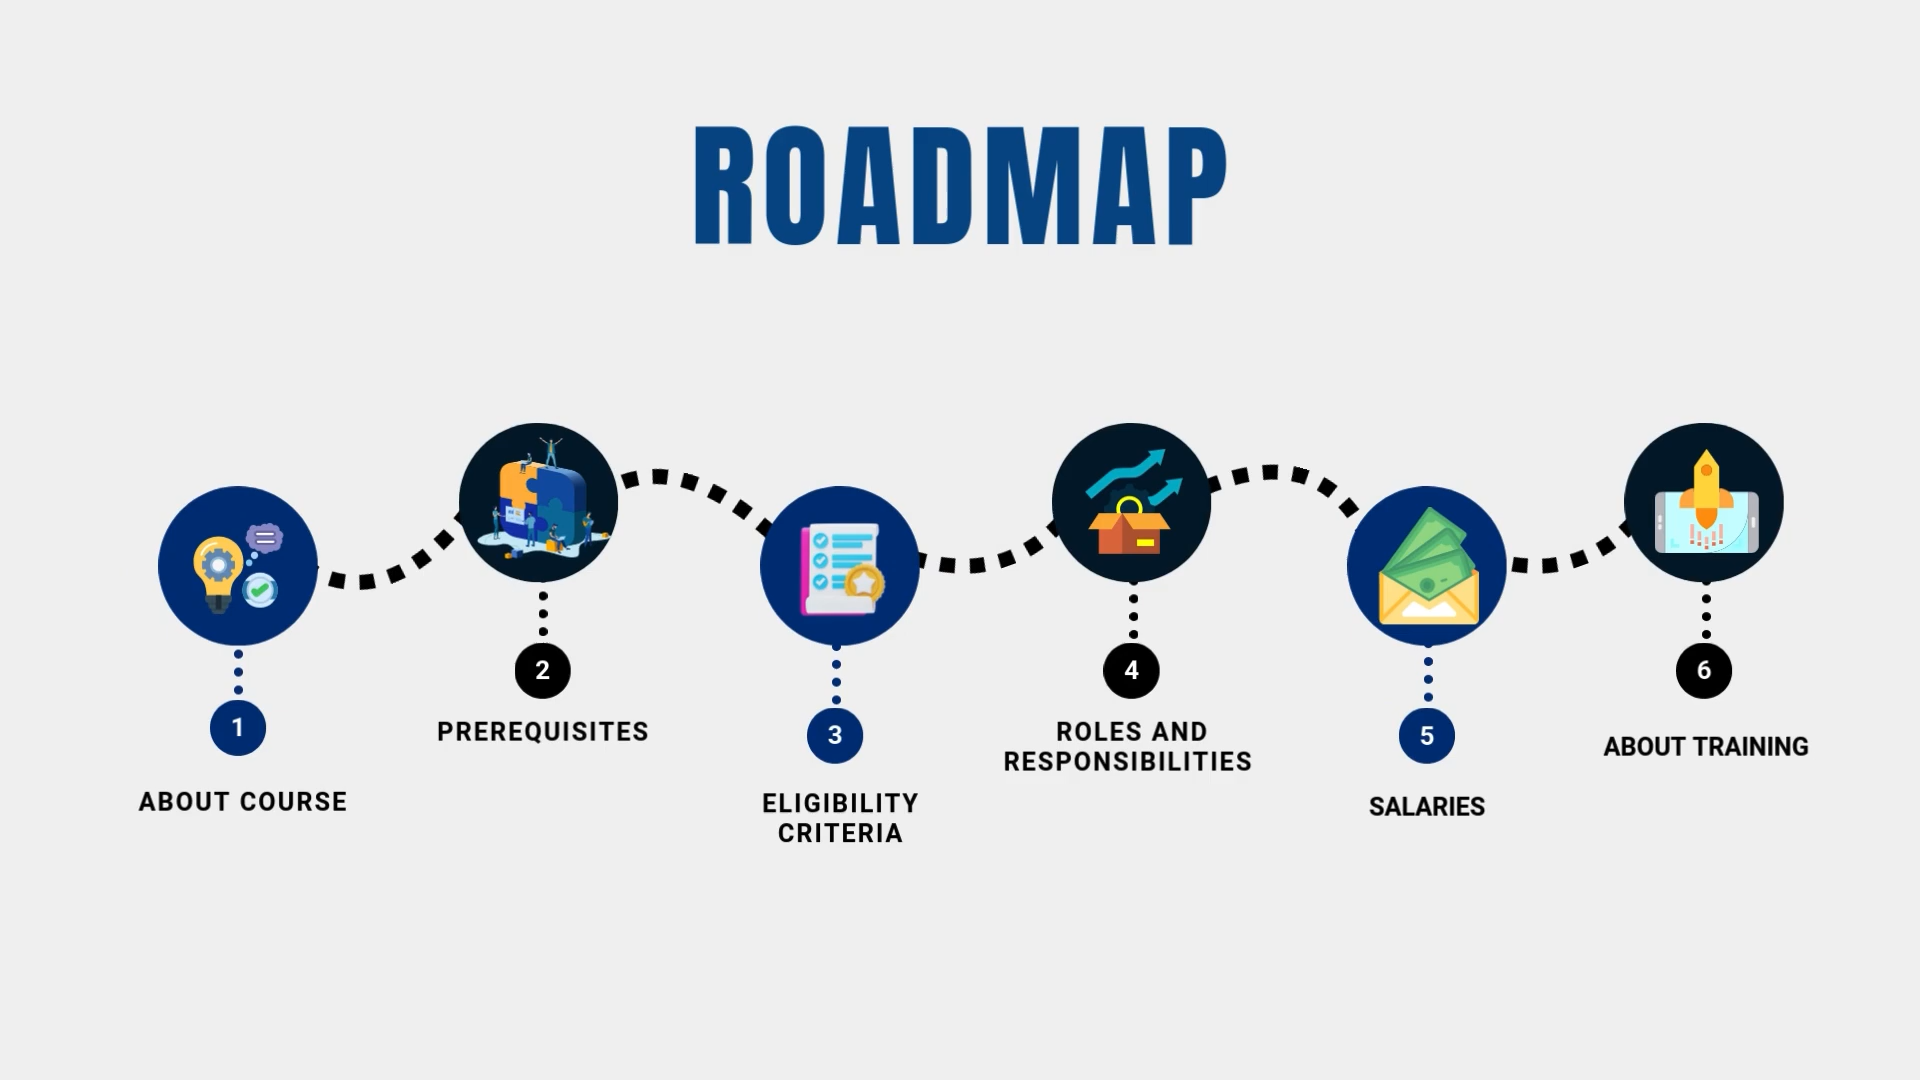 ROADMAP
1
ABOUT COURSE
2
PREREQUISITES
3
ELIGIBILITY
CRITERIA
4
ROLES AND
RESPONSIBILITIES
5
SALARIES
6
ABOUT TRAINING